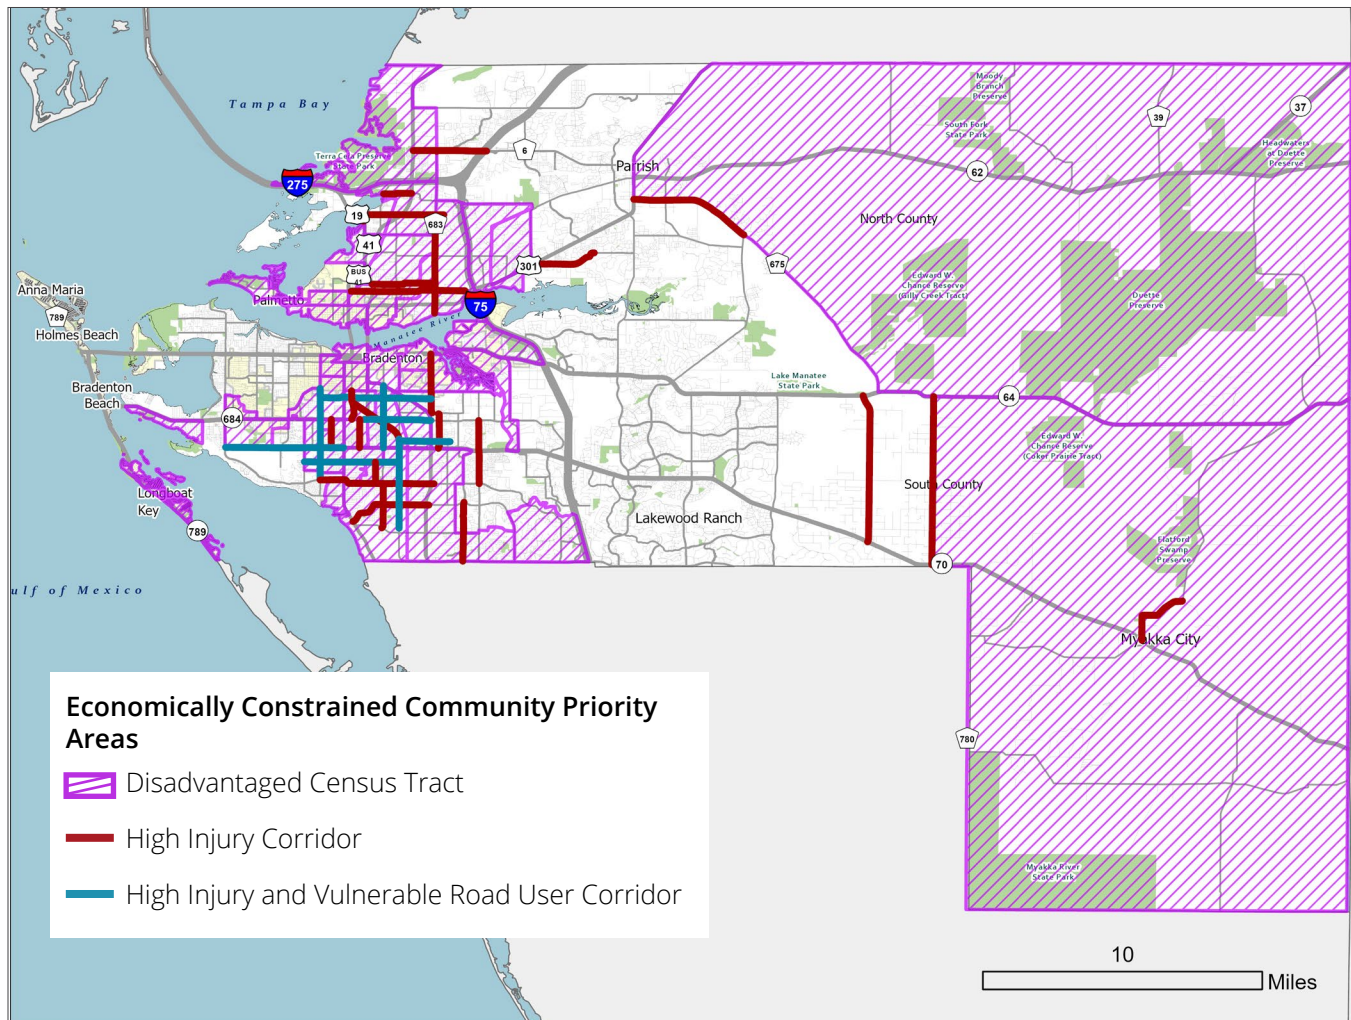 Tampa Bay
Moody
Branch
Preserve
South Fork
State Park
39
37
Headwaters
at Duette
Preserve
6
Terra Ceia Preserve
State Park
Parrish
62
275
19
683
North County
41
BUS
41
301
675
Edward W.
Chance Reserve
(Gilly Creek Tract)
Duette
Preserve
Anna Maria
789
Holmes Beach
Palmetto
75
Manatee River
Bradenton
Bradenton
Beach
Lake Manatee
State Park
64
684
Edward W.
Chance Reserve
(Coker Prairie Tract)
Longboat
Key
South County
789
Lakewood Ranch
Flatford
Swamp
Preserve
70
ulf of Mexico
Myakka City
Economically Constrained Community Priority
Areas
Disadvantaged Census Tract
High Injury Corridor
High Injury and Vulnerable Road User Corridor
780
Myakka River
State Park
10
Miles